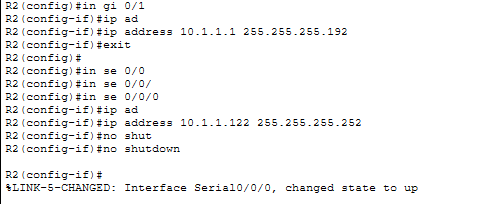 R2(config)#in gi 0/1
R2(config-if)#ip ad
R2(config-if)#ip address 10.1.1.1 255.255.255.192
R2(config-if)#exit
R2(config)#
R2(config)#in se 0/0
R2(config)#in se 0/0/
R2(config)#in se 0/0/0
R2(config-if)#ip ad
R2(config-if)#ip address 10.1.1.122 255.255.255.252
R2(config-if)#no shut
R2(config-if)#no shutdown
R2(config-if)#
%LINK-5-CHANGED: Interface Serial0/0/0, changed state to up